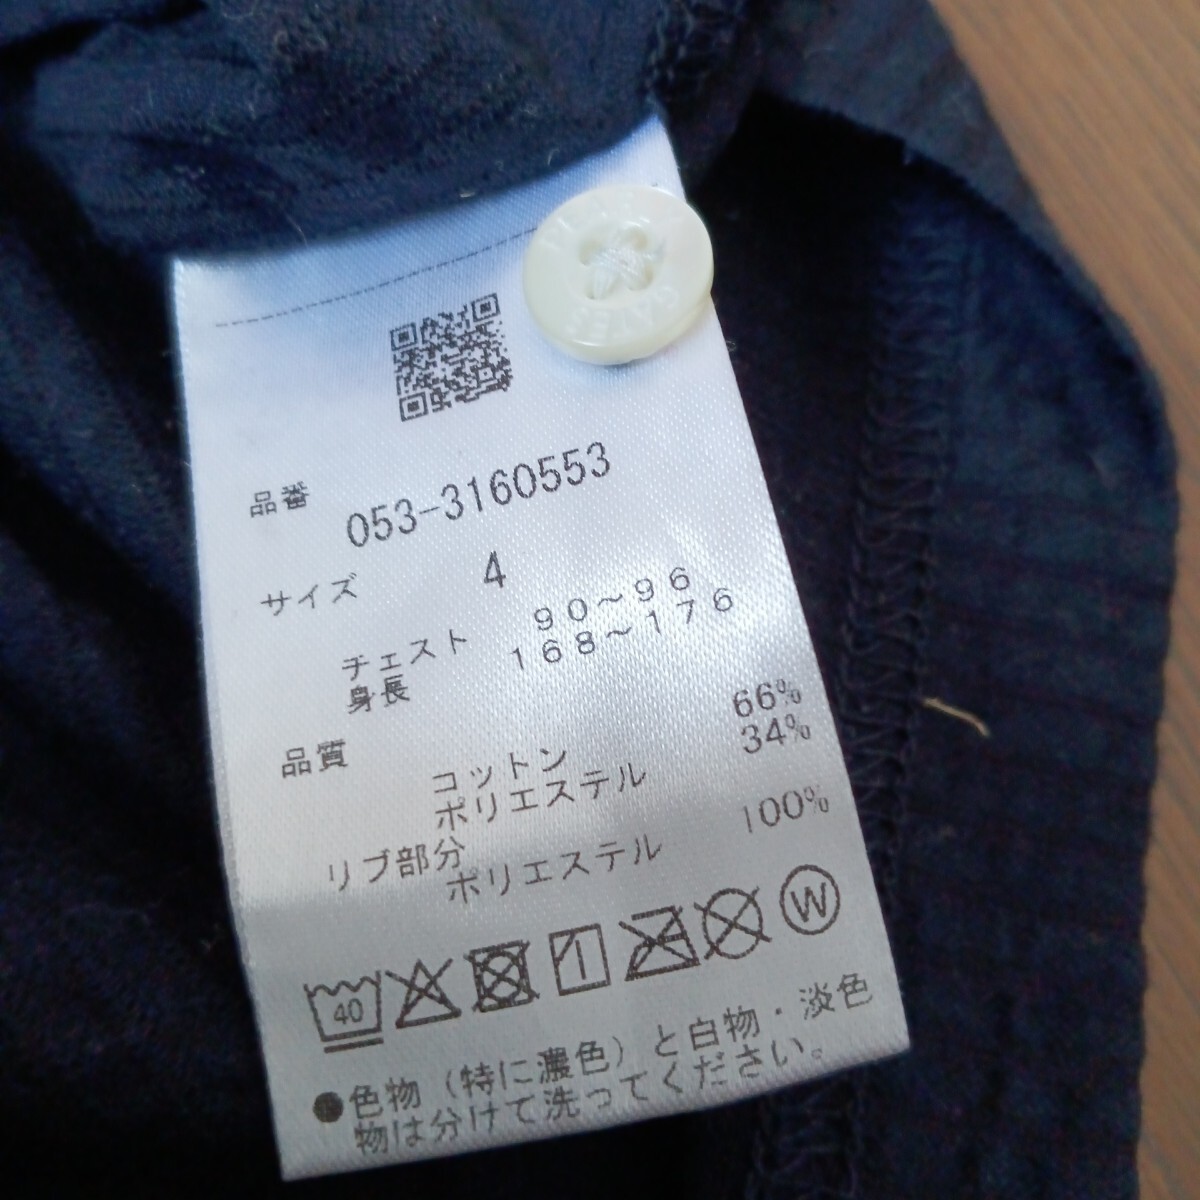 GATES
品番 053-3160553
サイズ 4
チェスト 90～96
身長 168～176
品質
コットン 66%
ポリエステル 34%
リブ部分
ポリエステル 100%
40 W
●色物（特に濃色）と白物・淡色
物は分けて洗ってください。